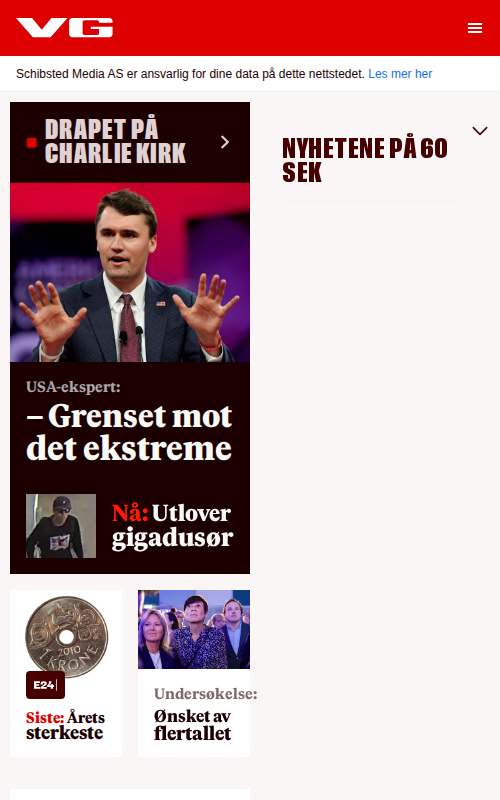 VG
Schibsted Media AS er ansvarlig for dine data på dette nettstedet. Les mer her
DRAPET PÅ
CHARLIE KIRK
USA-ekspert:
– Grenset mot
det ekstreme
Nå: Utlover
gigadusør
2010
1 KRONE
E24
Siste: Årets
sterkeste
Undersøkelse:
Ønsket av
flertallet
NYHETENE PÅ 60
SEK